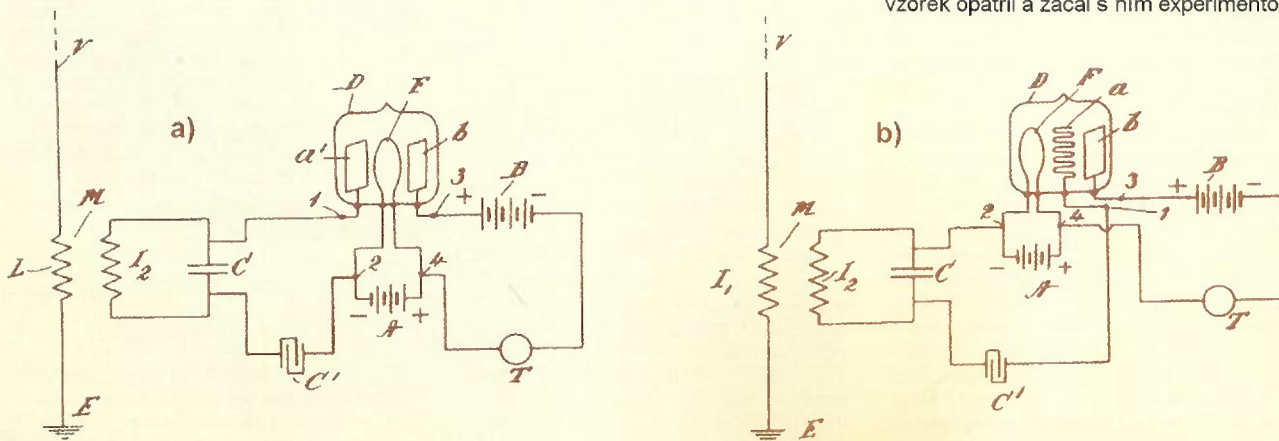 vzorek opatřil a začal s ním experimento
V
D
F
a)
a'
b
3
+
B
-
1
M
L
I2
C
2
4
-
A
+
C'
T
E
V
D
F
a
b)
b
3
+
B
-
1
M
2
4
I1
I2
C
-
A
+
T
C'
E